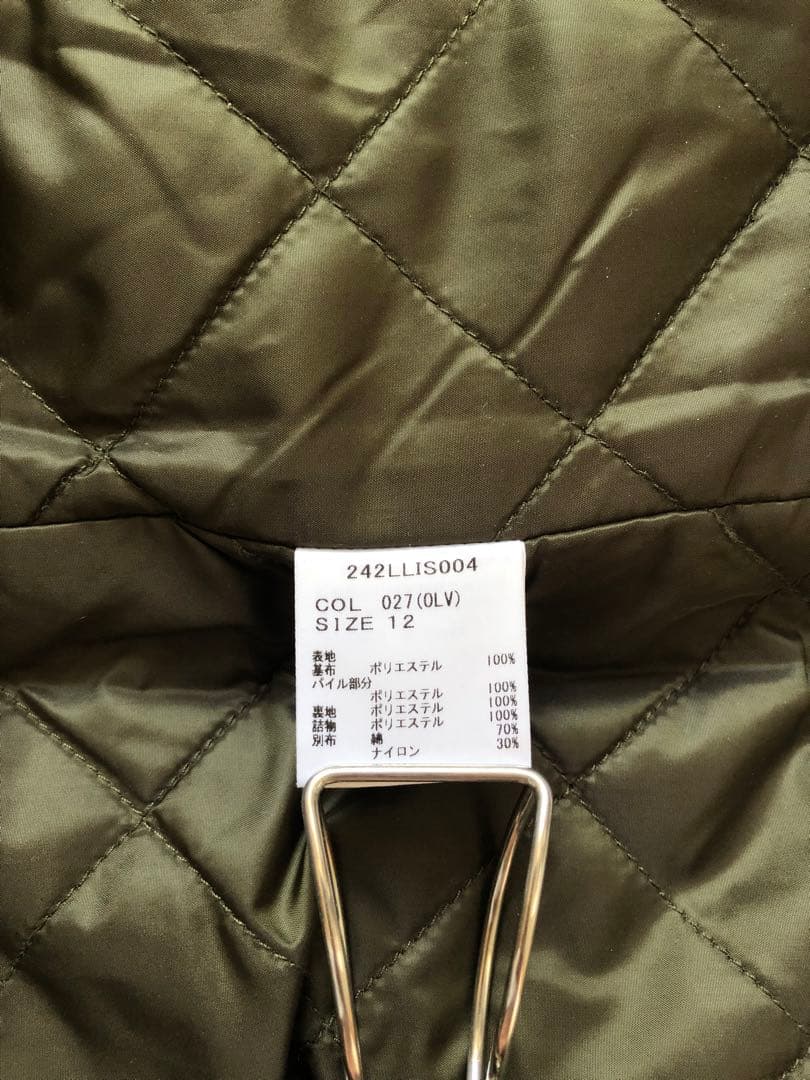 242LLIS004
COL 027(OLV)
SIZE 12
表地
基布 ポリエステル 100%
パイル部分
ポリエステル 100%
裏地 ポリエステル 100%
詰物 ポリエステル 100%
別布 綿 70%
ナイロン 30%